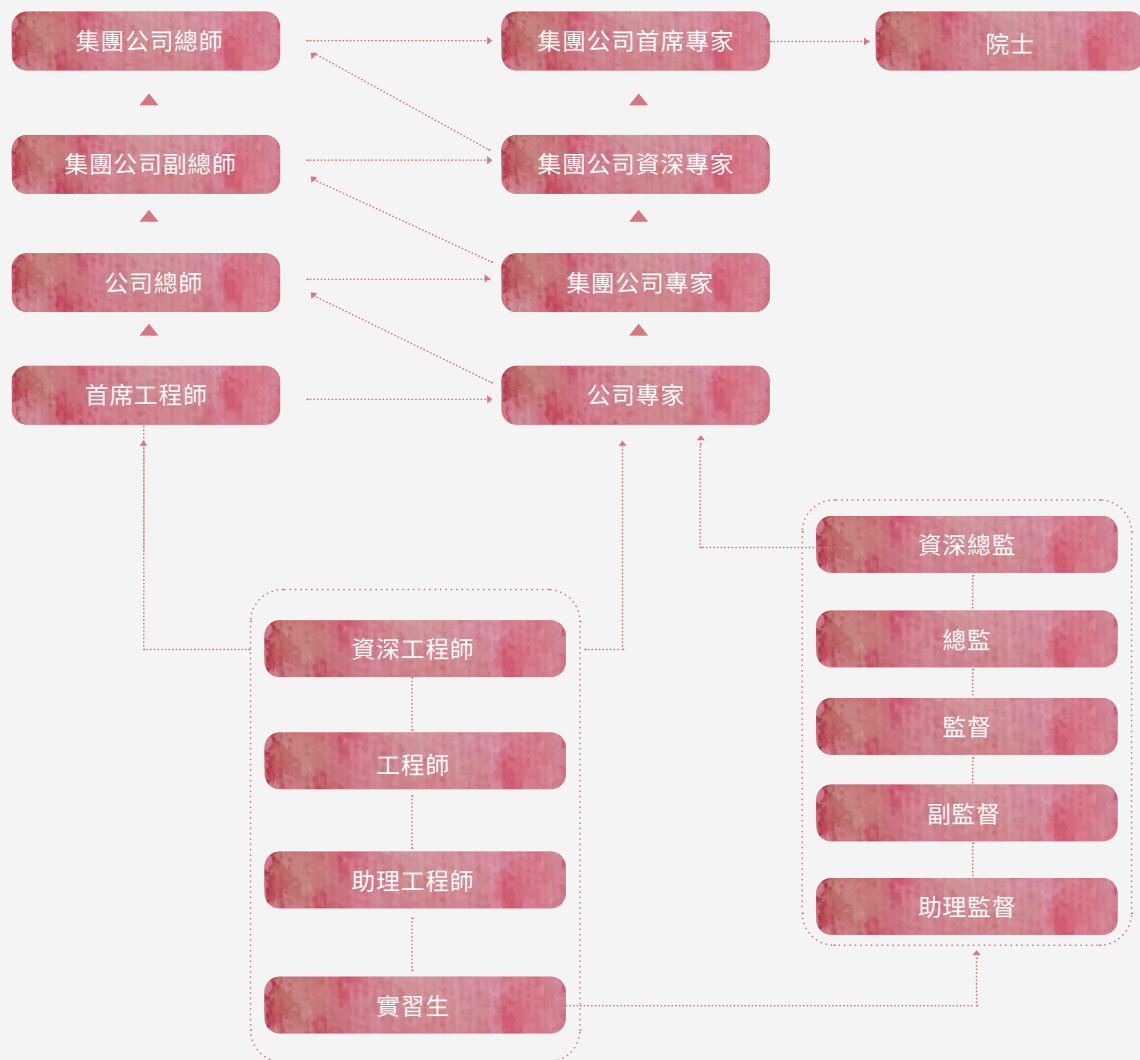 集團公司總師
集團公司首席專家
院士
集團公司副總師
集團公司資深專家
公司總師
集團公司專家
首席工程師
公司專家
資深總監
資深工程師
總監
監督
工程師
副監督
助理工程師
助理監督
實習生